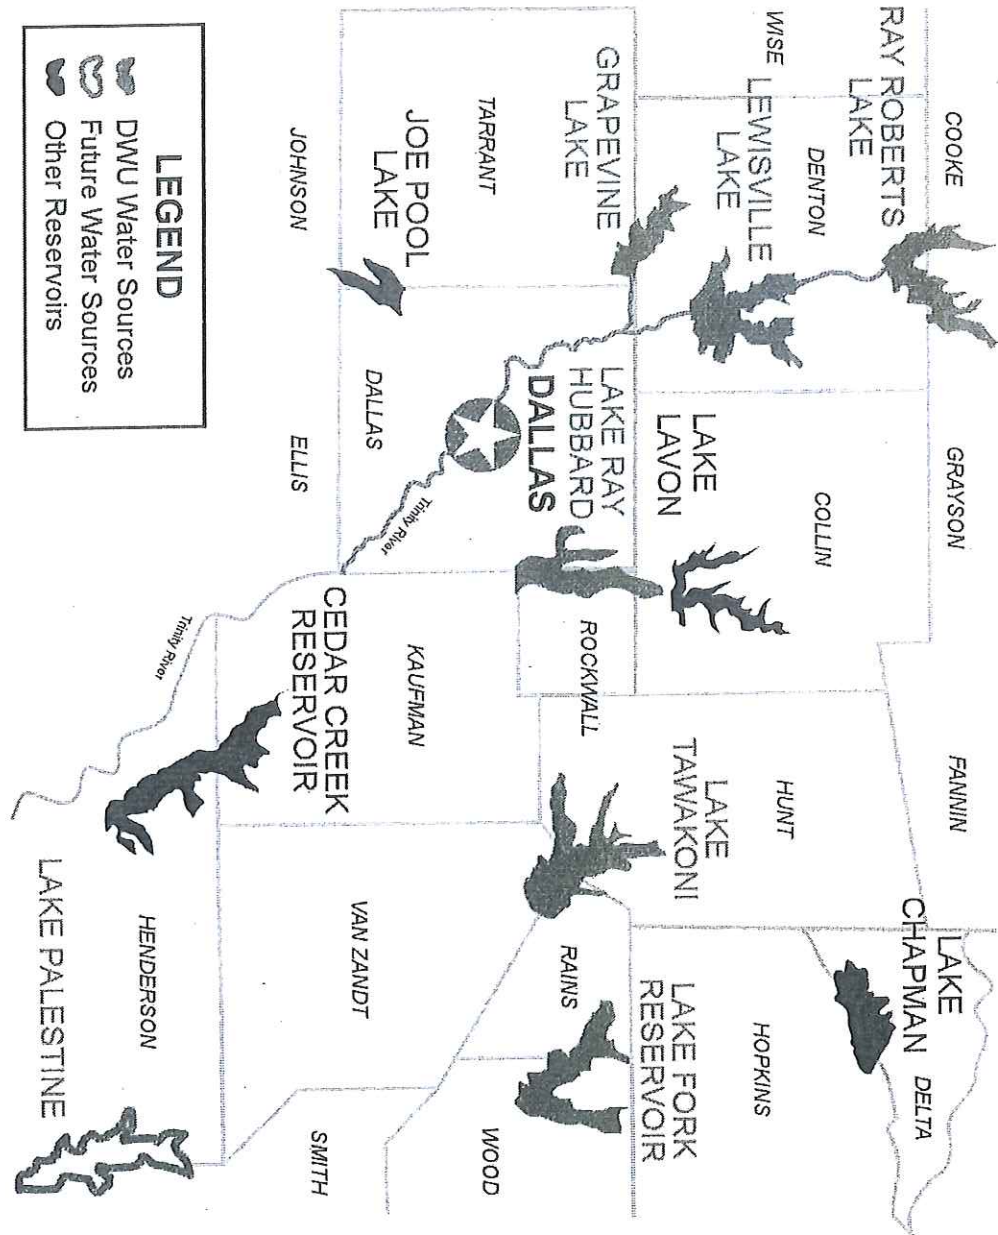 COOKE
GRAYSON
FANNIN
RAY ROBERTS
LAKE
LAKE
CHAPMAN
DELTA
WISE
DENTON
COLLIN
HUNT
HOPKINS
LEWISVILLE
LAKE
LAKE
LAVON
LAKE
TAWAKONI
LAKE FORK
RESERVOIR
GRAPEVINE
LAKE
LAKE RAY
HUBBARD
ROCKWALL
RAINS
WOOD
DALLAS
TARRANT
JOE POOL
LAKE
DALLAS
Trinity River
KAUFMAN
VAN ZANDT
SMITH
JOHNSON
ELLIS
CEDAR CREEK
RESERVOIR
Trinity River
HENDERSON
LAKE PALESTINE
LEGEND
DWU Water Sources
Future Water Sources
Other Reservoirs